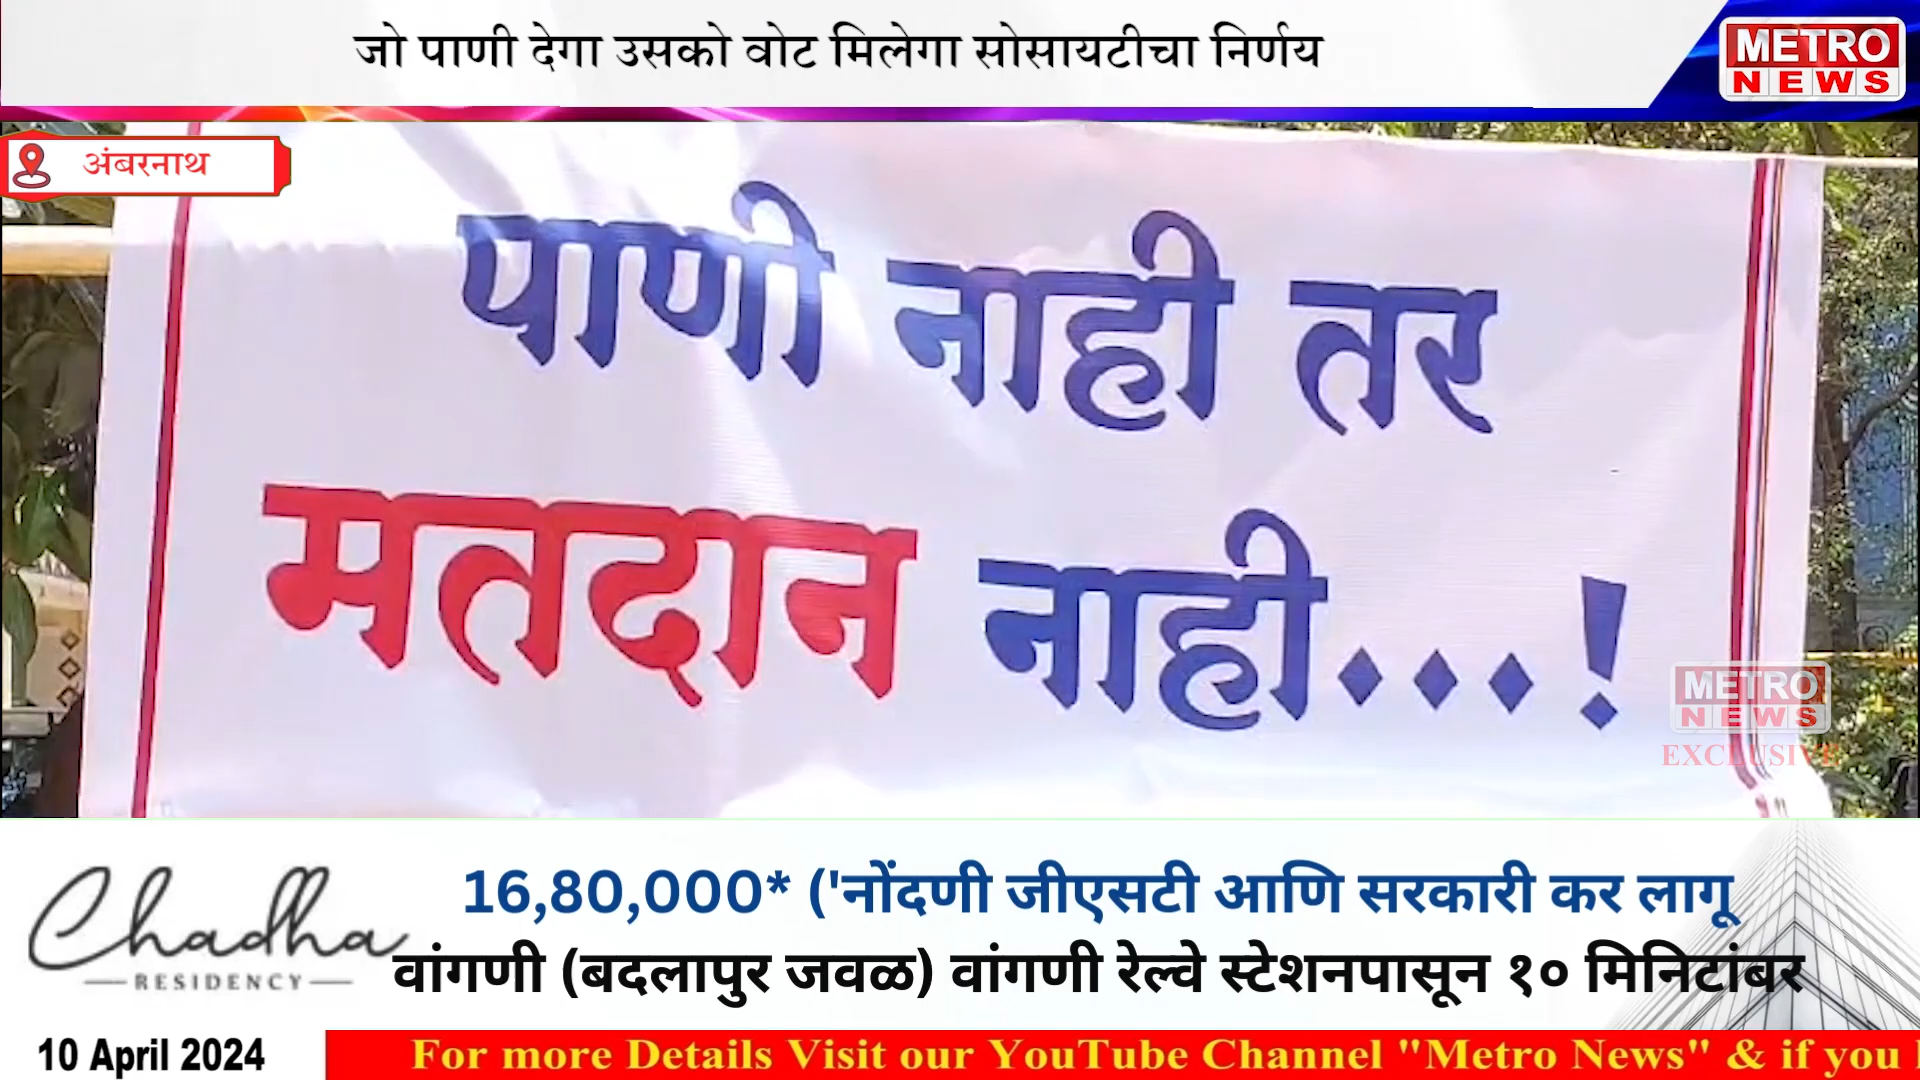 जो पाणी देगा उसको वोट मिलेगा सोसायटीचा निर्णय
METRO
NEWS
अंबरनाथ
पाणी नाही तर
मतदान नाही...!
METRO
NEWS
EXCLUSIVE
Chadha
RESIDENCY
16,80,000* ('नोंदणी जीएसटी आणि सरकारी कर लागू
वांगणी (बदलापुर जवळ) वांगणी रेल्वे स्टेशनपासून १० मिनिटांबर
10 April 2024
For more Details Visit our YouTube Channel "Metro News" & if you